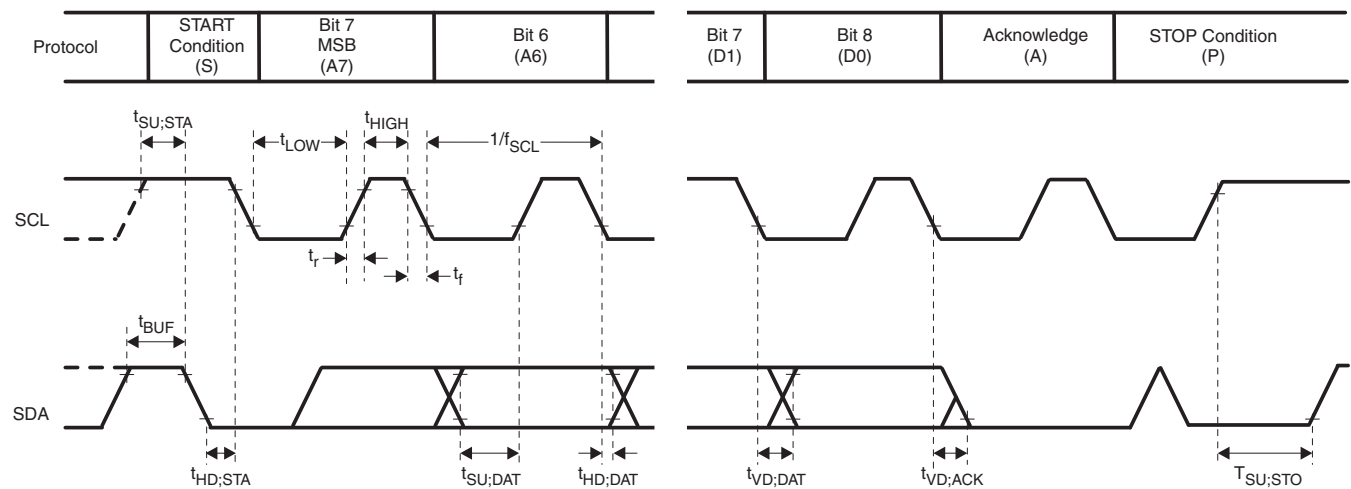 Protocol
START
Condition
(S)
Bit 7
MSB
(A7)
Bit 6
(A6)
Bit 7
(D1)
Bit 8
(D0)
Acknowledge
(A)
STOP Condition
(P)
tSU;STA
tLOW
tHIGH
1/fSCL
SCL
tr
tf
tBUF
SDA
tHD;STA
tSU;DAT
tHD;DAT
tVD;DAT
tVD;ACK
TSU;STO